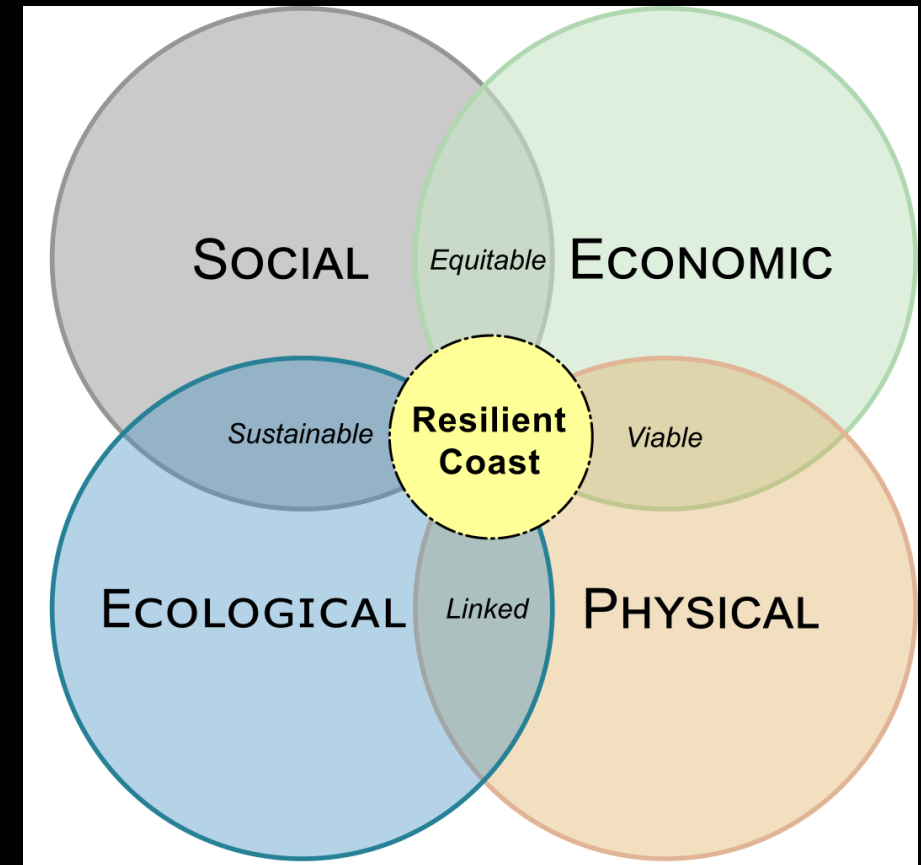 SOCIAL
Equitable
ECONOMIC
Sustainable
Resilient
Coast
Viable
ECOLOGICAL
Linked
PHYSICAL